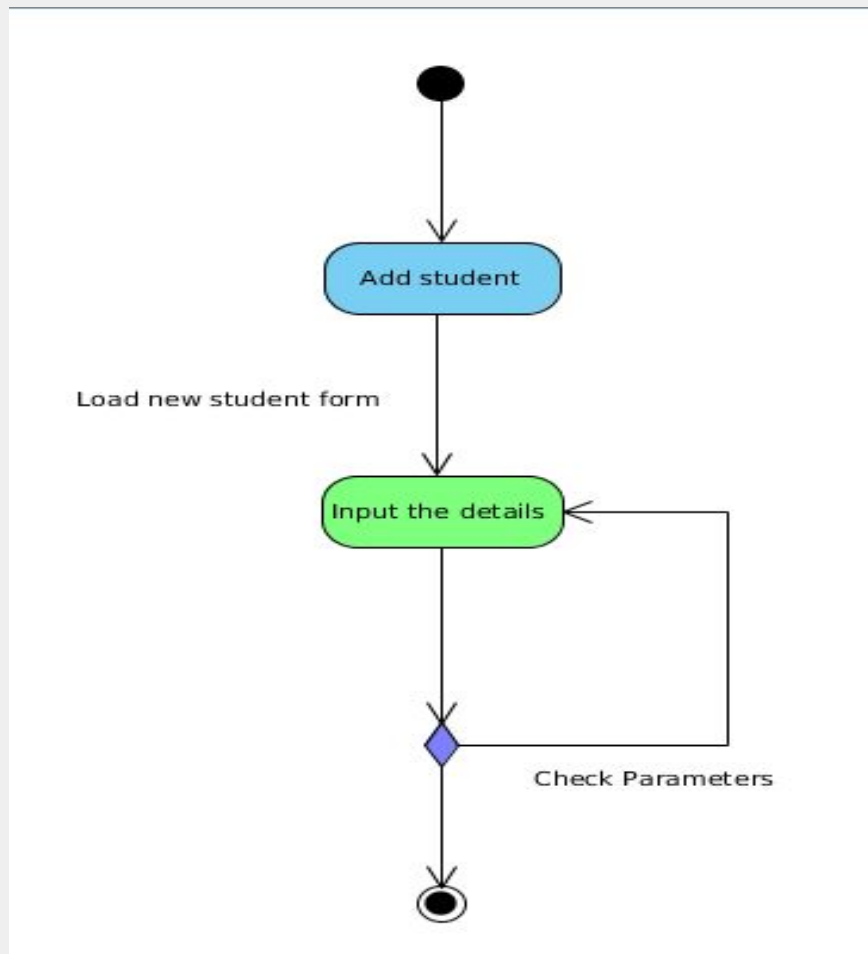 Add student
Load new student form
Input the details
Check Parameters